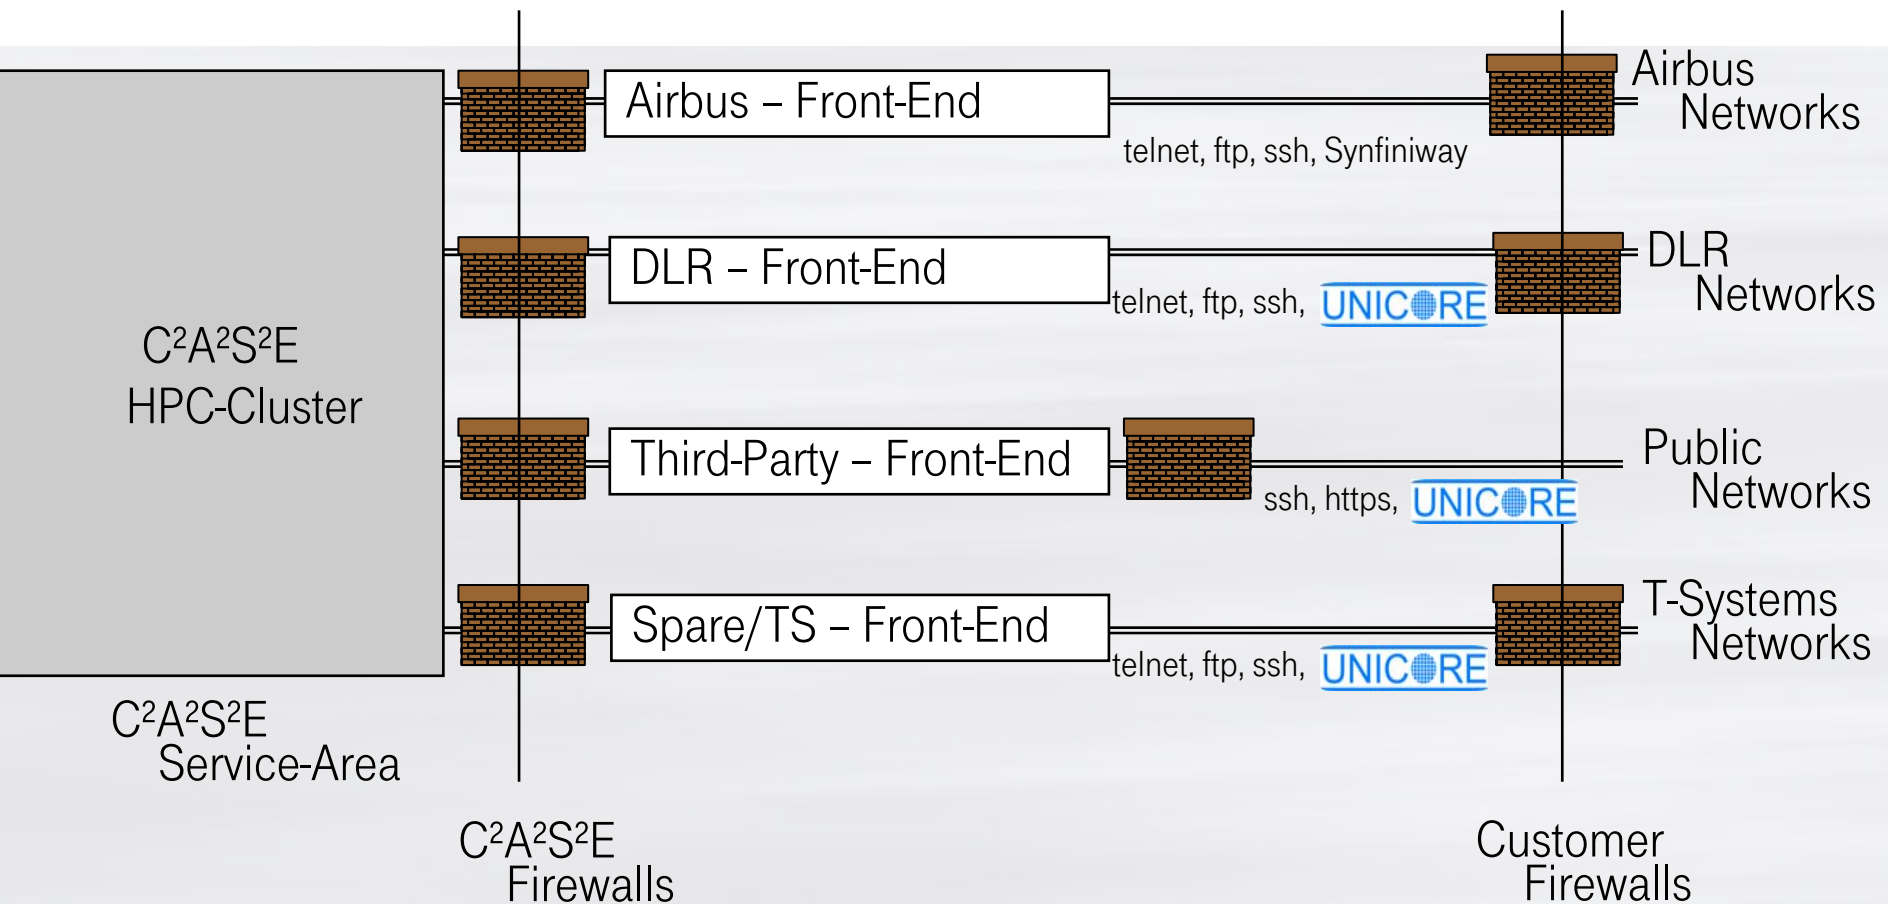 Airbus – Front-End
Airbus
Networks
telnet, ftp, ssh, Synfiniway
DLR – Front-End
DLR
Networks
telnet, ftp, ssh, UNICORE
C²A²S²E
HPC-Cluster
Third-Party – Front-End
Public
Networks
ssh, https, UNICORE
Spare/TS – Front-End
T-Systems
Networks
telnet, ftp, ssh, UNICORE
C²A²S²E
Service-Area
C²A²S²E
Firewalls
Customer
Firewalls